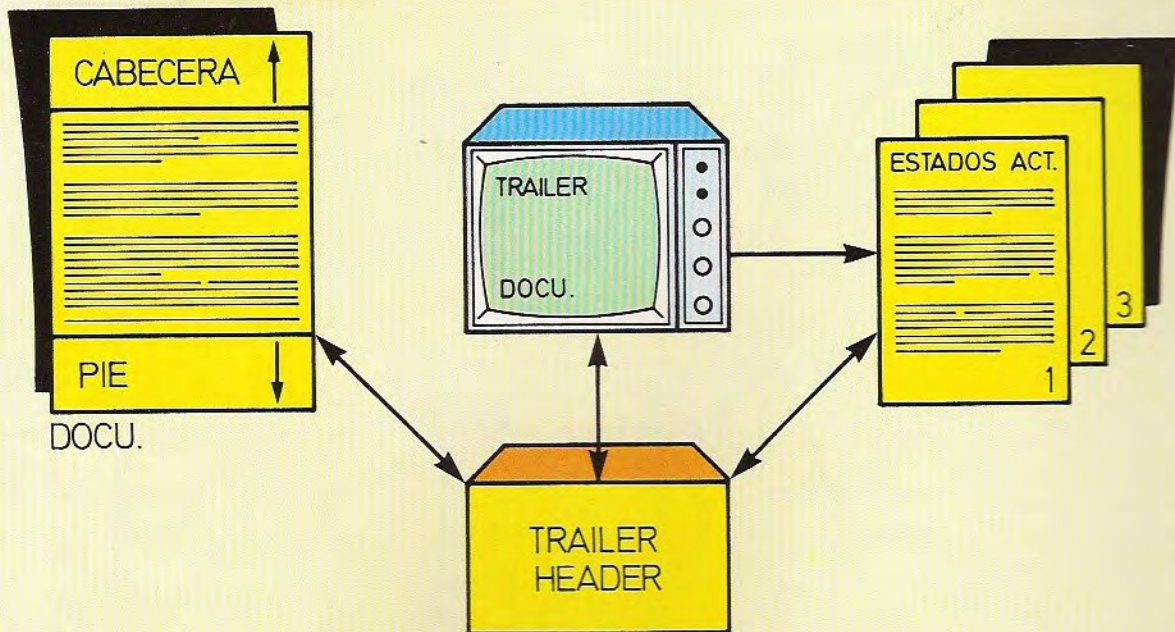 CABECERA
PIE
DOCU.
TRAILER
DOCU.
ESTADOS ACT.
1
2
3
TRAILER
HEADER